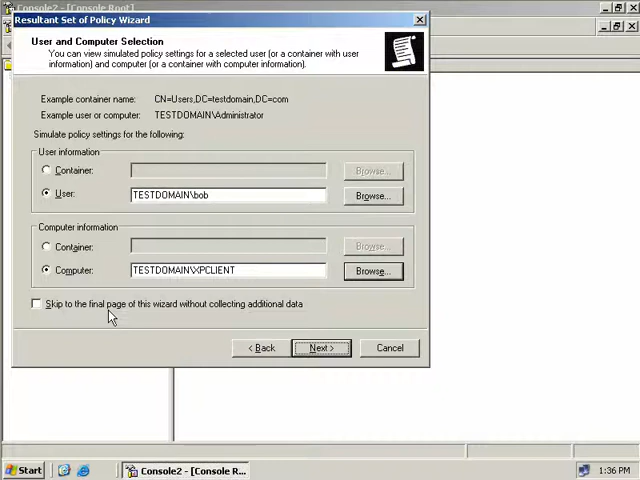 Console2 - [Console Root]
Resultant Set of Policy Wizard
User and Computer Selection
You can view simulated policy settings for a selected user (or a container with user
information) and computer (or a container with computer information).
Example container name: CN=Users,DC=testdomain,DC=com
Example user or computer: TESTDOMAIN\Administrator
Simulate policy settings for the following:
User information
Container: Browse...
User: TESTDOMAIN\bob Browse...
Computer information
Container: Browse...
Computer: TESTDOMAIN\XPCLIENT Browse...
Skip to the final page of this wizard without collecting additional data
< Back Next > Cancel
Start Console2 - [Console R... 1:36 PM